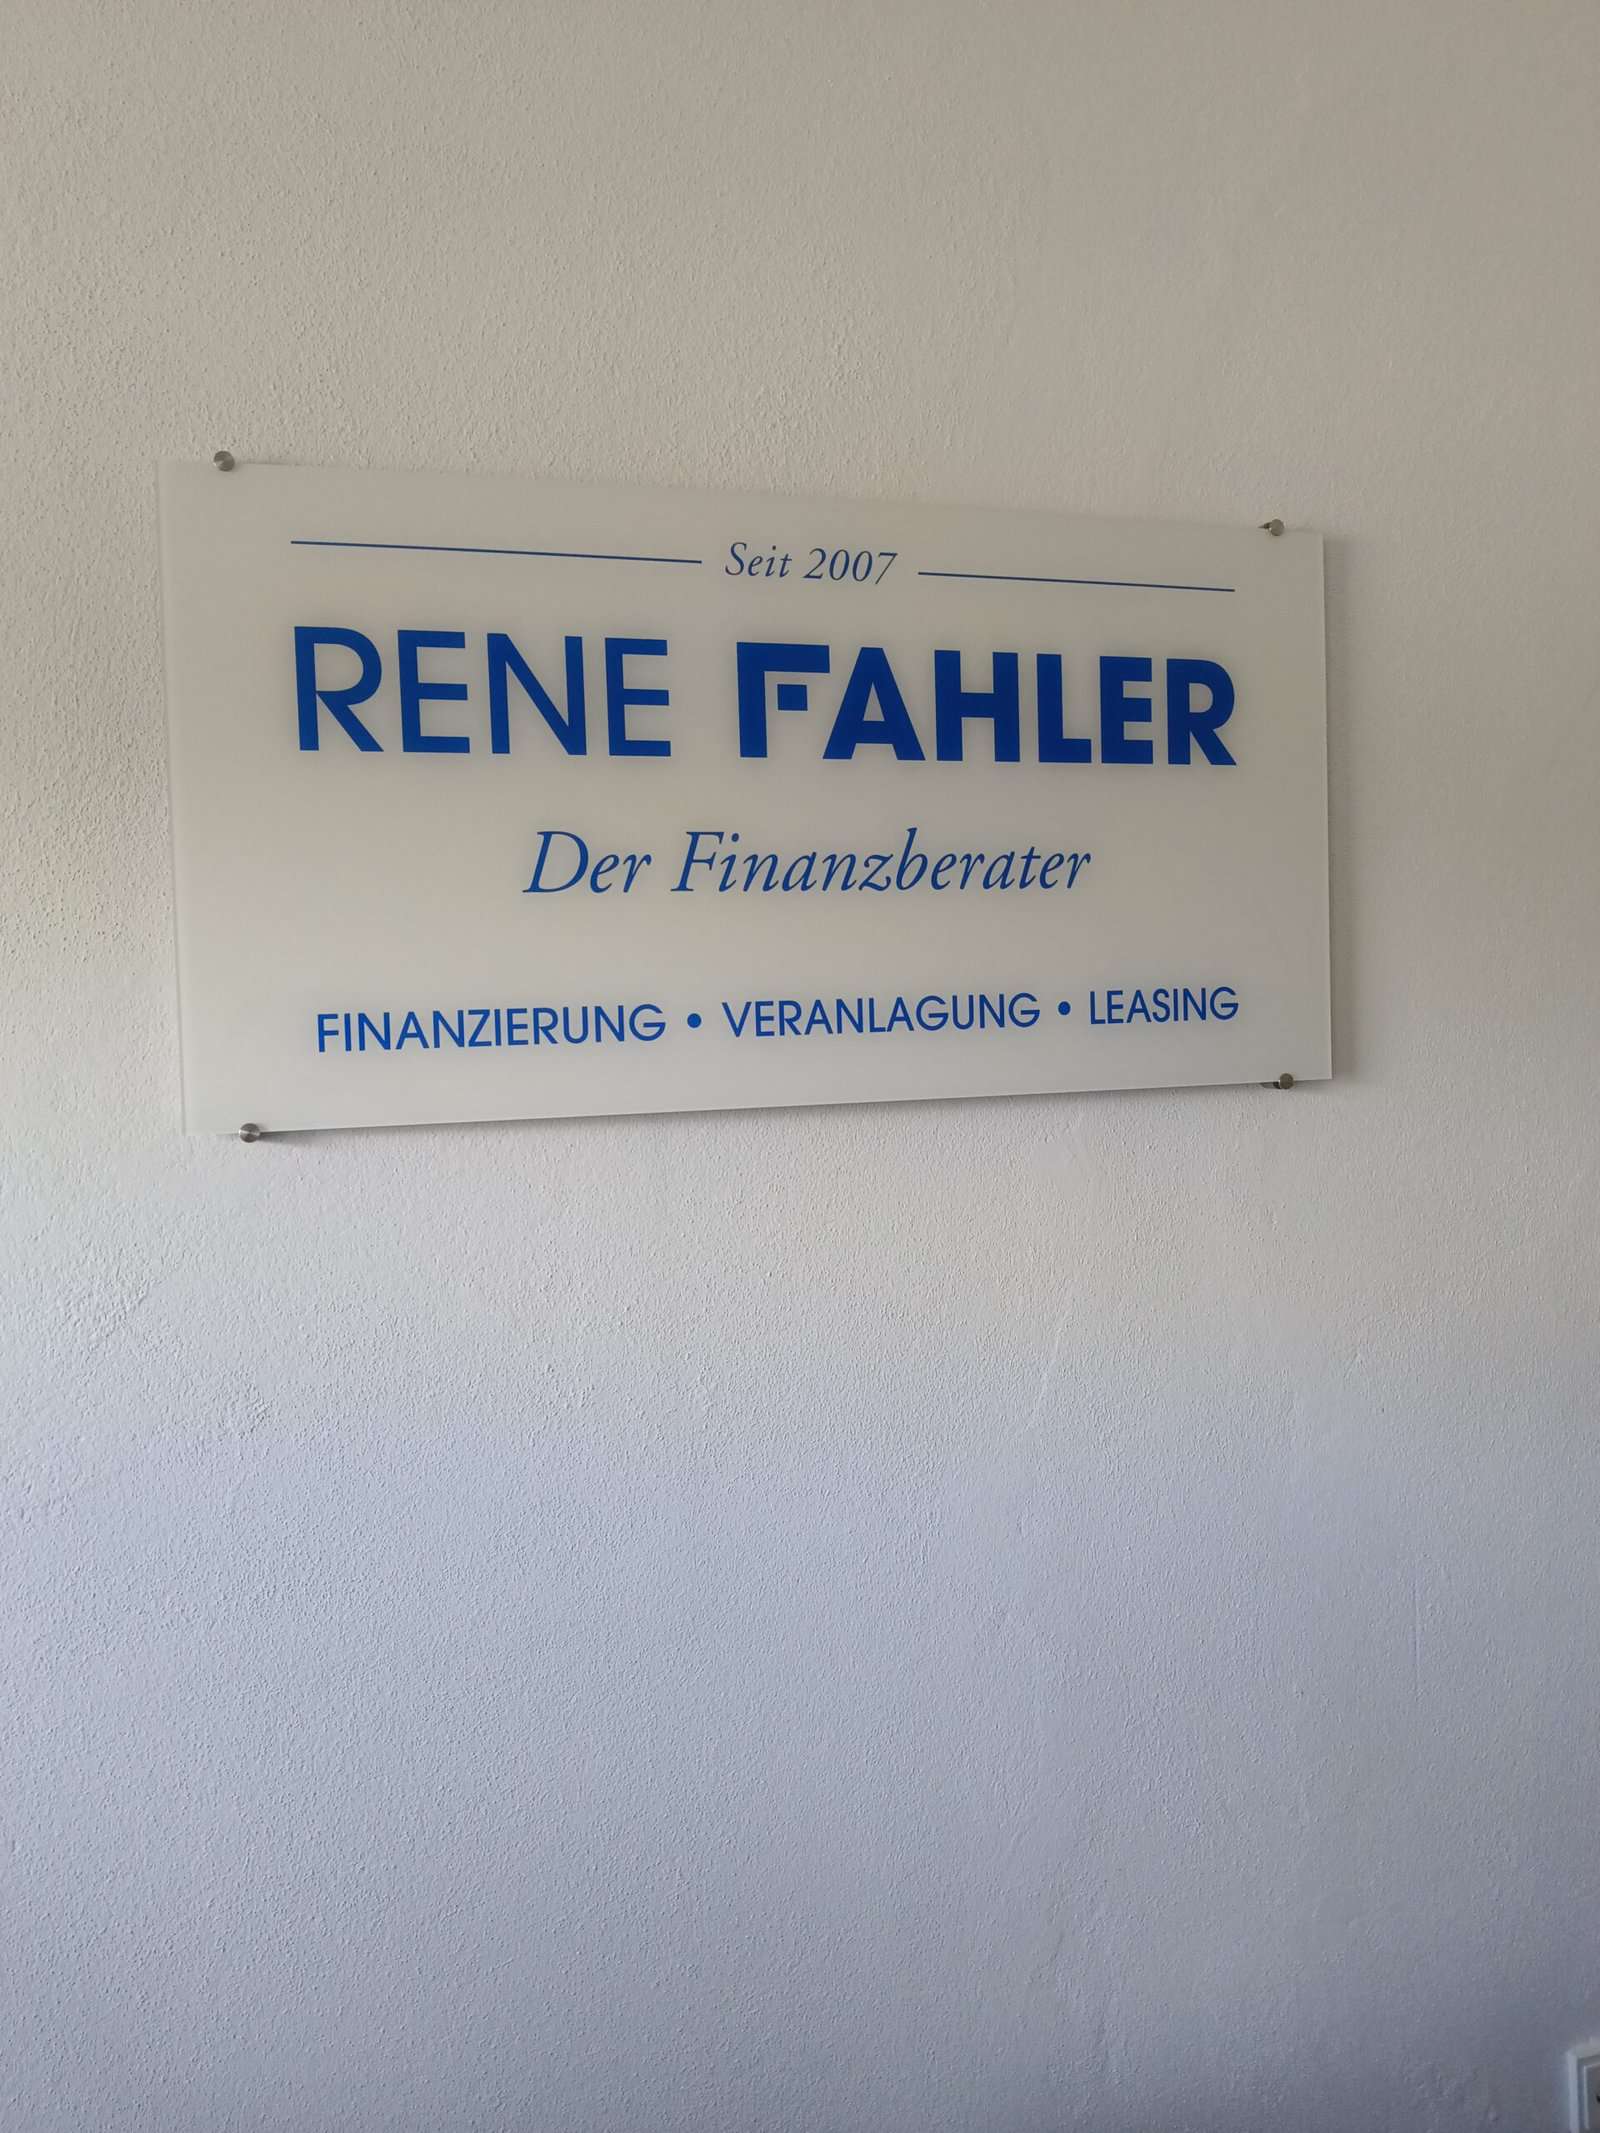 Seit 2007
RENE FAHLER
Der Finanzberater
FINANZIERUNG • VERANLAGUNG • LEASING